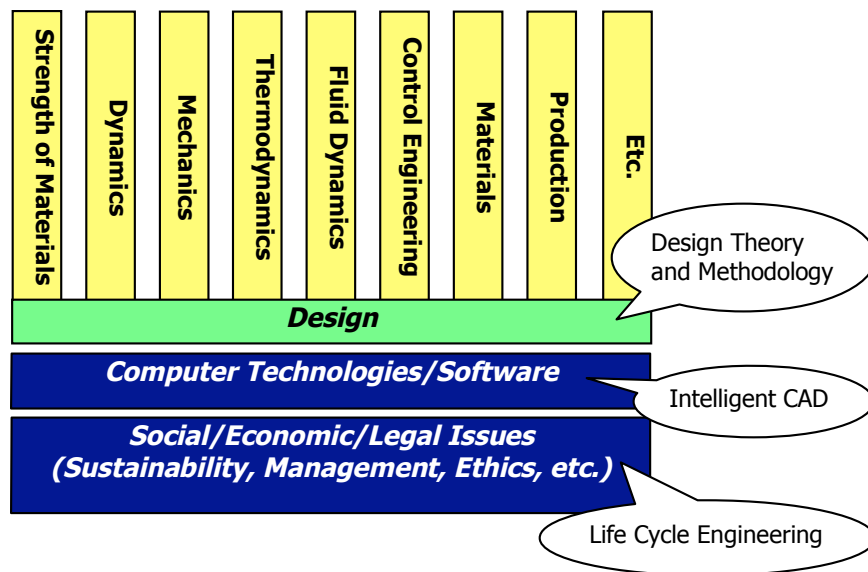 Strength of Materials
Dynamics
Mechanics
Thermodynamics
Fluid Dynamics
Control Engineering
Materials
Production
Etc.
Design Theory
and Methodology
Design
Computer Technologies/Software
Intelligent CAD
Social/Economic/Legal Issues
(Sustainability, Management, Ethics, etc.)
Life Cycle Engineering